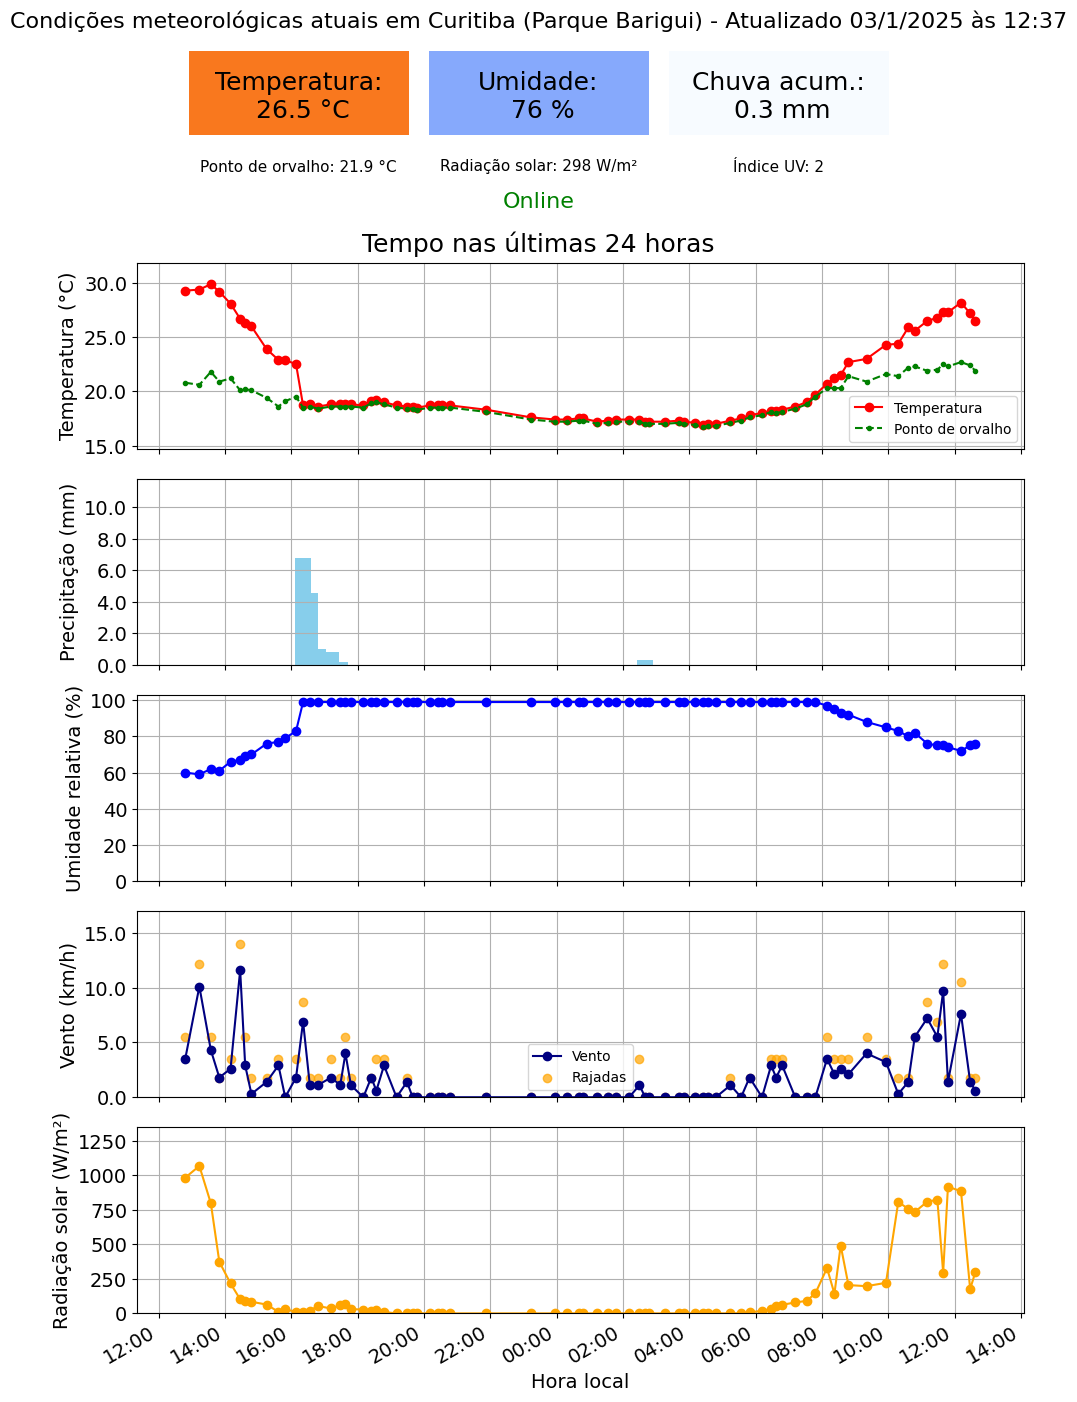 Condições meteorológicas atuais em Curitiba (Parque Barigui) - Atualizado 03/1/2025 às 12:37
Temperatura:
26.5 °C
Umidade:
76 %
Chuva acum.:
0.3 mm
Ponto de orvalho: 21.9 °C
Radiação solar: 298 W/m²
Índice UV: 2
Online
Tempo nas últimas 24 horas
Temperatura (°C)
30.0
25.0
20.0
15.0
Temperatura
Ponto de orvalho
Precipitação (mm)
10.0
8.0
6.0
4.0
2.0
0.0
Umidade relativa (%)
100
80
60
40
20
0
Vento (km/h)
15.0
10.0
5.0
0.0
Vento
Rajadas
Radiação solar (W/m²)
1250
1000
750
500
250
0
12:00
14:00
16:00
18:00
20:00
22:00
00:00
02:00
04:00
06:00
08:00
10:00
12:00
14:00
Hora local